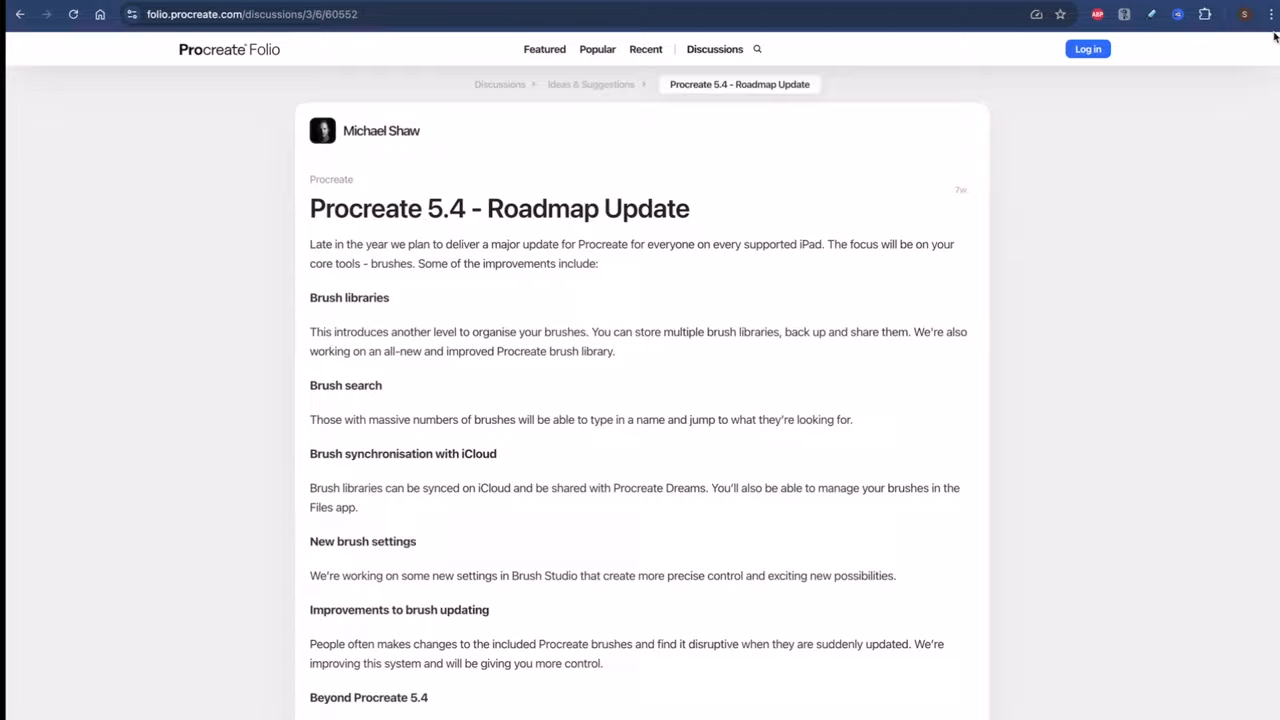 folio.procreate.com/discussions/3/6/60552
ABP
S
Procreate Folio
Featured
Popular
Recent
Discussions
Log in
Discussions
Ideas & Suggestions
Procreate 5.4 - Roadmap Update
Michael Shaw
Procreate
7w
Procreate 5.4 - Roadmap Update
Late in the year we plan to deliver a major update for Procreate for everyone on every supported iPad. The focus will be on your
core tools - brushes. Some of the improvements include:
Brush libraries
This introduces another level to organise your brushes. You can store multiple brush libraries, back up and share them. We're also
working on an all-new and improved Procreate brush library.
Brush search
Those with massive numbers of brushes will be able to type in a name and jump to what they're looking for.
Brush synchronisation with iCloud
Brush libraries can be synced on iCloud and be shared with Procreate Dreams. You'll also be able to manage your brushes in the
Files app.
New brush settings
We're working on some new settings in Brush Studio that create more precise control and exciting new possibilities.
Improvements to brush updating
People often makes changes to the included Procreate brushes and find it disruptive when they are suddenly updated. We're
improving this system and will be giving you more control.
Beyond Procreate 5.4